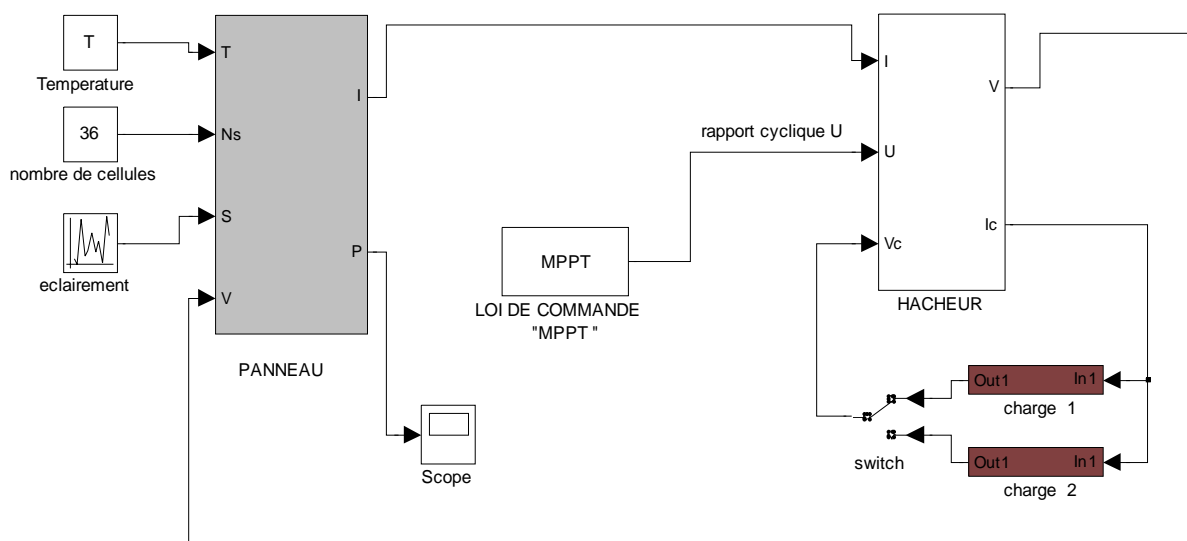 T
Temperature
36
nombre de cellules
eclairement
T
Ns
S
V
I
P
PANNEAU
Scope
MPPT
LOI DE COMMANDE
"MPPT "
rapport cyclique U
I
U
Vc
V
Ic
HACHEUR
Out1
In1
charge 1
switch
Out1
In1
charge 2